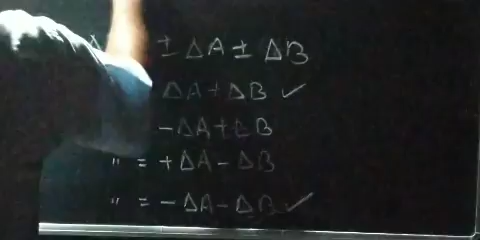 ± ΔA ± ΔB
ΔA + ΔB ✓
-ΔA + ΔB
" = +ΔA - ΔB
" = -ΔA - ΔB ✓